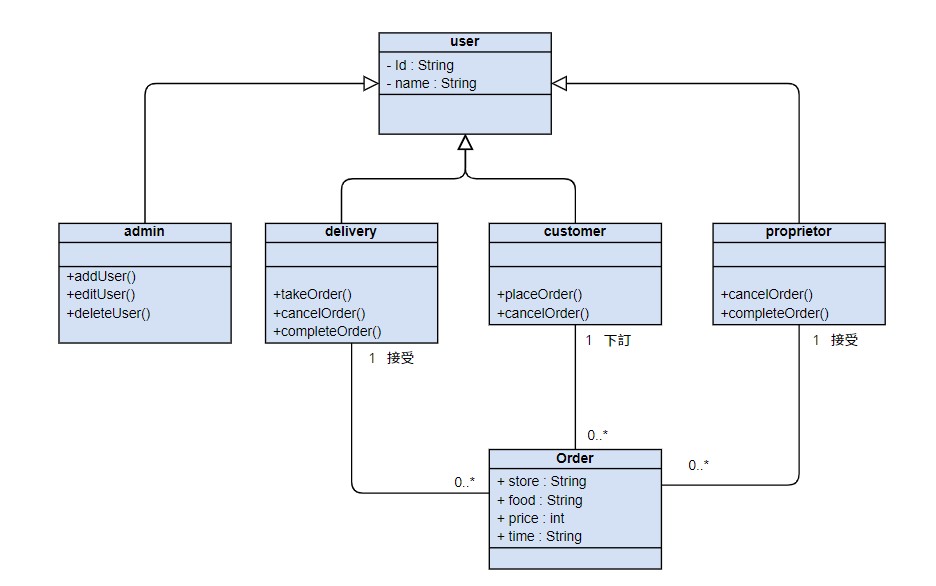 user
- Id : String
- name : String
admin
+addUser()
+editUser()
+deleteUser()
delivery
+takeOrder()
+cancelOrder()
+completeOrder()
customer
+placeOrder()
+cancelOrder()
proprietor
+cancelOrder()
+completeOrder()
1 接受
1 下訂
1 接受
0..*
0..*
0..*
Order
+ store : String
+ food : String
+ price : int
+ time : String